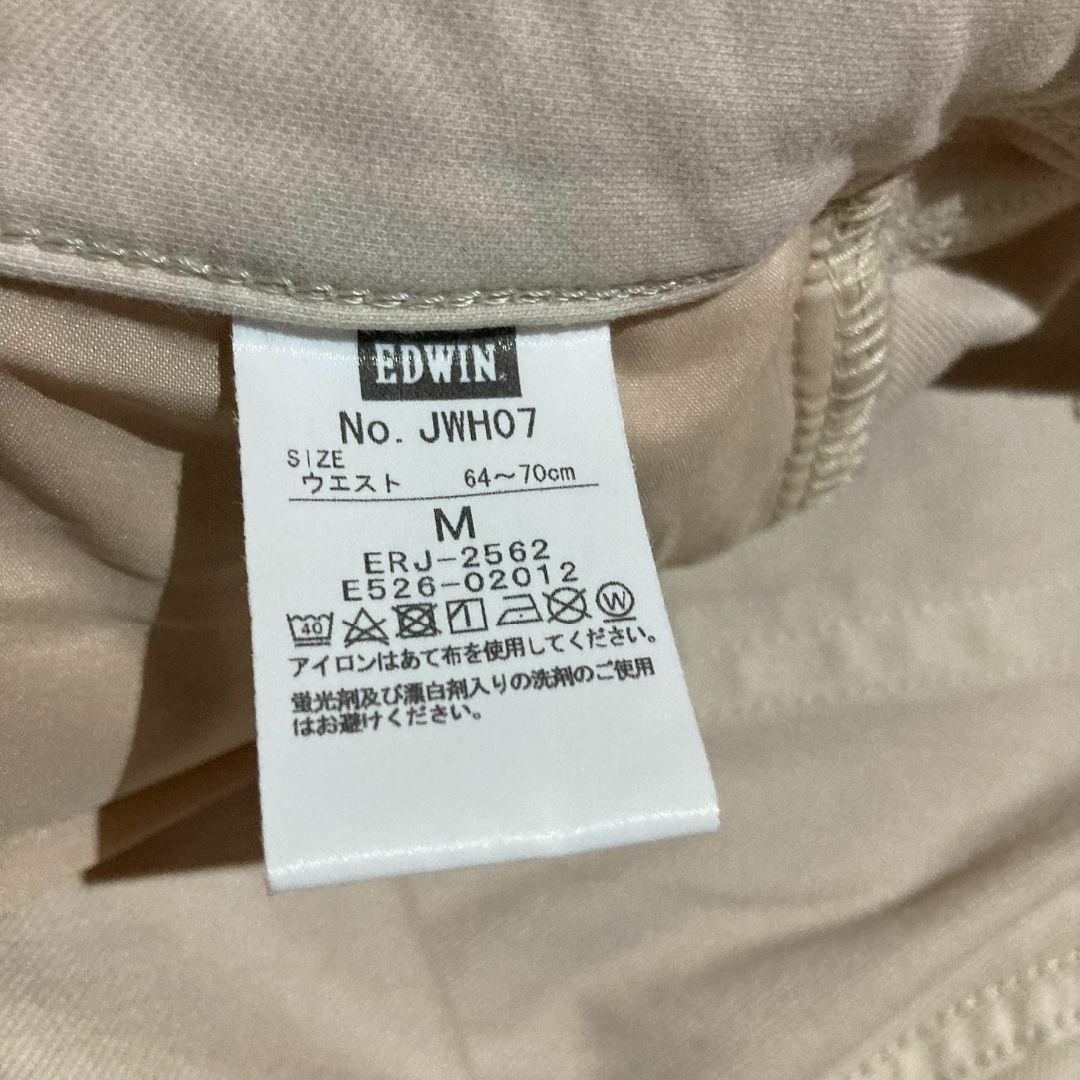 EDWIN
No. JWH07
SIZE
ウエスト 64～70cm
M
ERJ-2562
E526-02012
40 W
アイロンはあて布を使用してください。
蛍光剤及び漂白剤入りの洗剤のご使用
はお避けください。